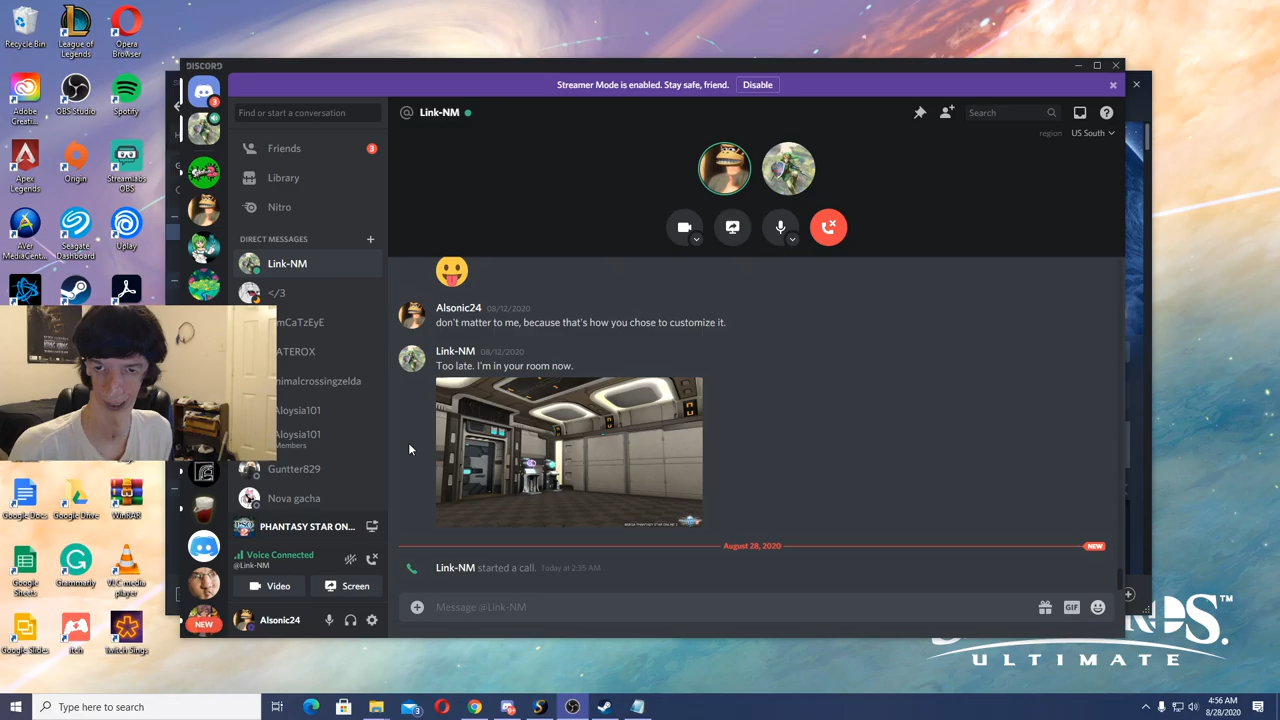 Recycle Bin
League of Legends
Opera Browser
Adobe Creati...
OBS Studio
Spotify
Apex Legends
Origin
Streamlabs OBS
AVer MediaCent...
Seagate Dashboard
Uplay
Google Docs
Google Drive
WinRAR
Google Sheets
Grammarly
VLC media player
Google Slides
itch
Twitch Sings
DISCORD
Streamer Mode is enabled. Stay safe, friend.
Disable
3
NEW
Find or start a conversation
Friends
3
Library
Nitro
DIRECT MESSAGES
Link-NM
</3
mCaTzEyE
ATEROX
nimalcrossingzelda
Aloysia101
Aloysia101
Members
Guntter829
Nova gacha
PHANTASY STAR ON...
Voice Connected
@Link-NM
Video
Screen
Alsonic24
@ Link-NM
Search
region US South
Alsonic24 08/12/2020
don't matter to me, because that's how you chose to customize it.
Link-NM 08/12/2020
Too late. I'm in your room now.
August 28, 2020
NEW
Link-NM started a call. Today at 2:35 AM
Message @Link-NM
GIF
ULTIMATE
Type here to search
4:56 AM
8/28/2020